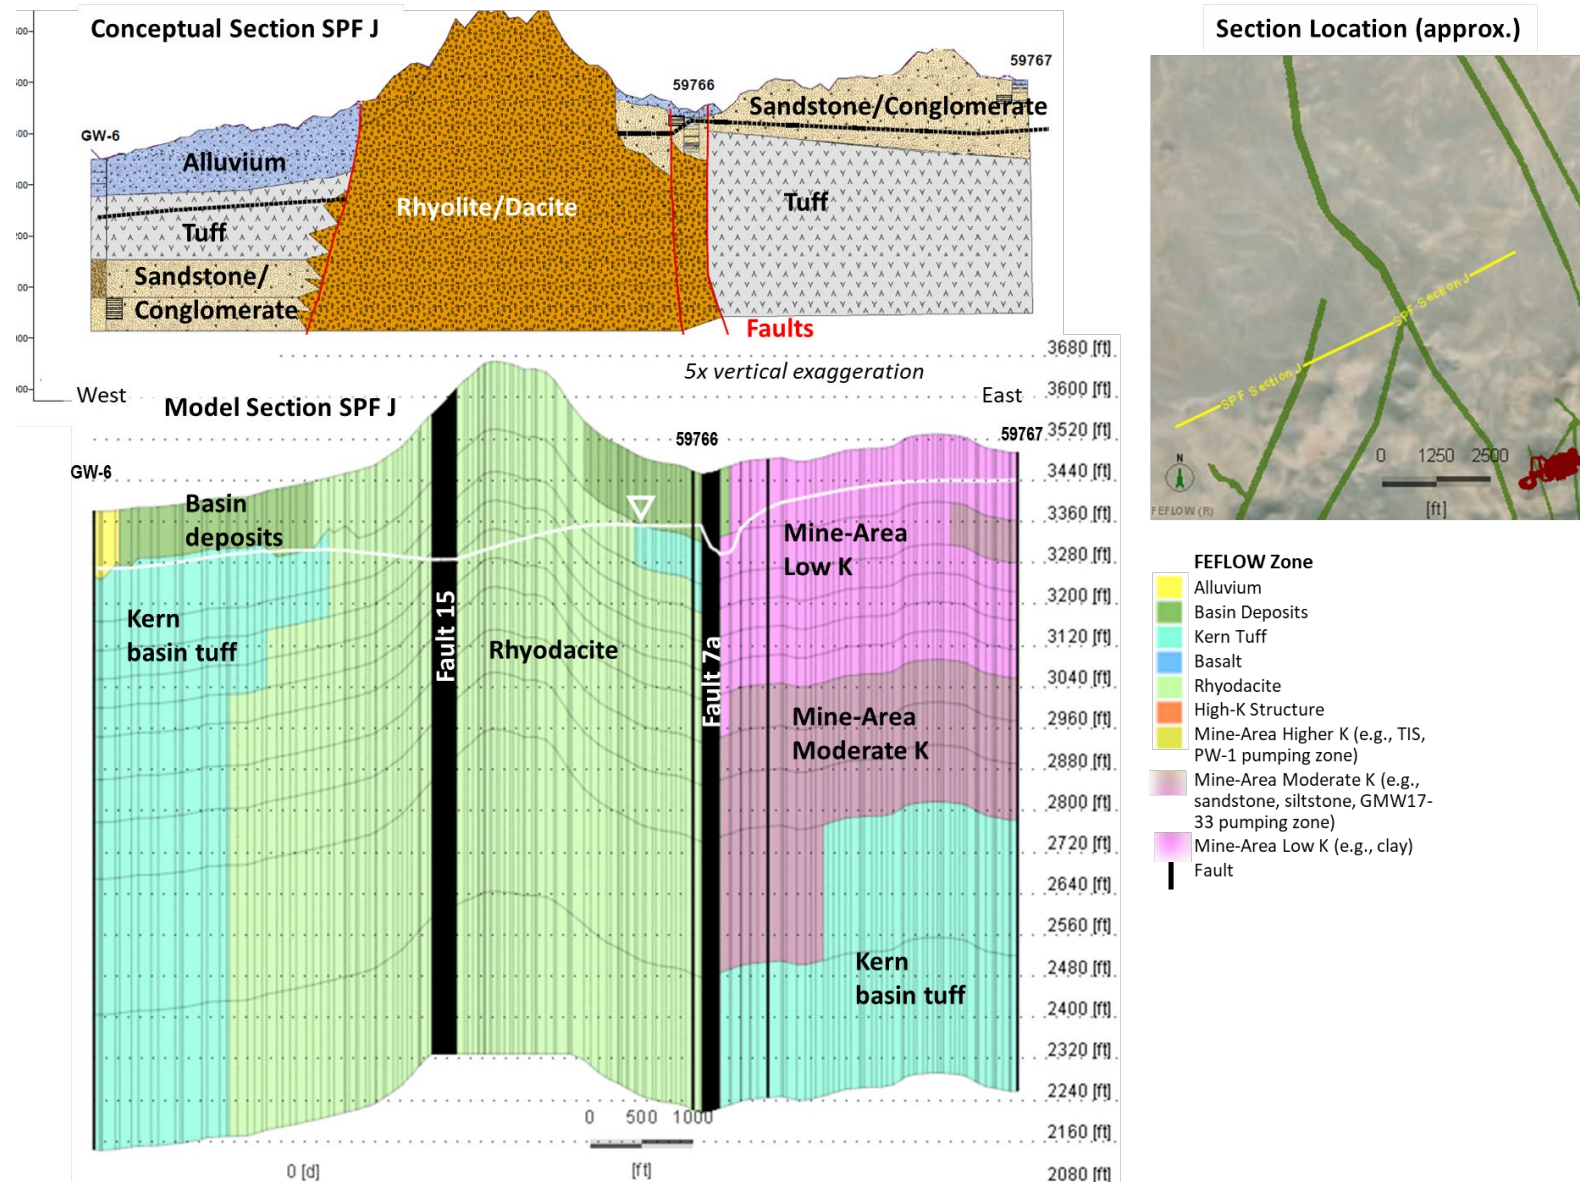 Conceptual Section SPF J
Section Location (approx.)
59767
59766
Sandstone/Conglomerate
GW-6
Alluvium
Rhyolite/Dacite
Tuff
Tuff
Sandstone/
Conglomerate
Faults
SPF Section J
SPF Section J
N
0 1250 2500
[ft]
FEFLOW (R)
5x vertical exaggeration
West
East
Model Section SPF J
3680 [ft]
3600 [ft]
3520 [ft]
3440 [ft]
3360 [ft]
3280 [ft]
3200 [ft]
3120 [ft]
3040 [ft]
2960 [ft]
2880 [ft]
2800 [ft]
2720 [ft]
2640 [ft]
2560 [ft]
2480 [ft]
2400 [ft]
2320 [ft]
2240 [ft]
2160 [ft]
2080 [ft]
GW-6
59766
59767
Basin
deposits
Kern
basin tuff
Fault 15
Rhyodacite
Fault 7a
Mine-Area
Low K
Mine-Area
Moderate K
Kern
basin tuff
0 500 1000
[ft]
0 [d]
FEFLOW Zone
Alluvium
Basin Deposits
Kern Tuff
Basalt
Rhyodacite
High-K Structure
Mine-Area Higher K (e.g., TIS,
PW-1 pumping zone)
Mine-Area Moderate K (e.g.,
sandstone, siltstone, GMW17-
33 pumping zone)
Mine-Area Low K (e.g., clay)
Fault